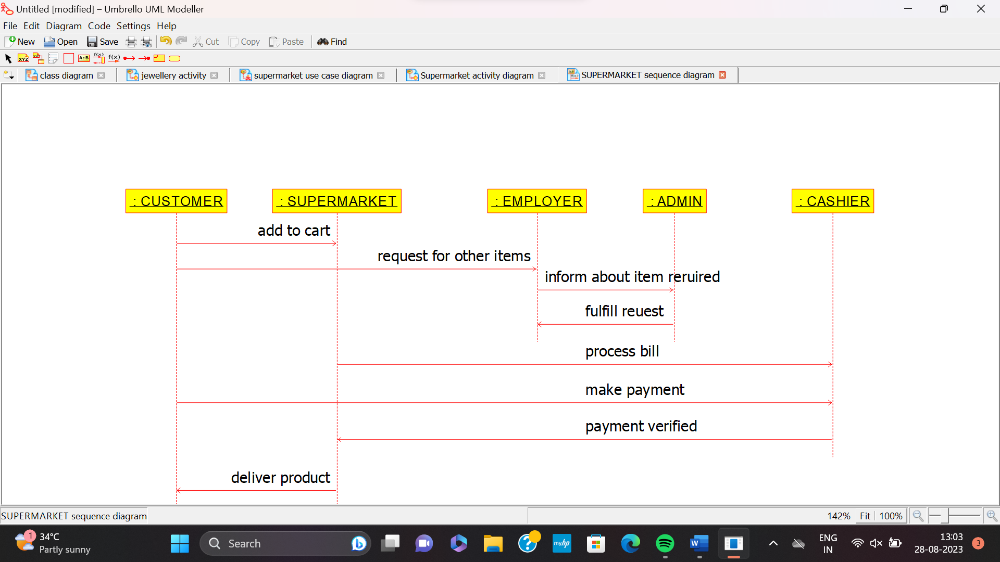 Untitled [modified] – Umbrello UML Modeller
File Edit Diagram Code Settings Help
New Open Save Cut Copy Paste Find
XYZ XYZ A:B f(x) f(x)
class diagram jewellery activity supermarket use case diagram Supermarket activity diagram SUPERMARKET sequence diagram
: CUSTOMER : SUPERMARKET : EMPLOYER : ADMIN : CASHIER
add to cart
request for other items
inform about item reruired
fulfill reuest
process bill
make payment
payment verified
deliver product
SUPERMARKET sequence diagram 142% Fit 100%
1 34°C
Partly sunny
Search
myhp
W
ENG
IN
13:03
28-08-2023
3